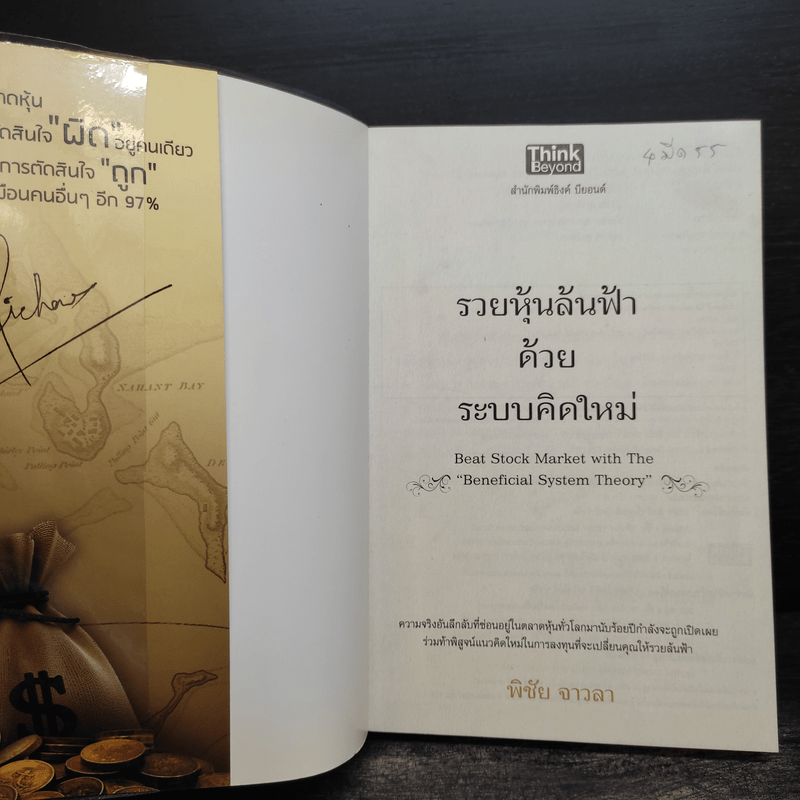 าดหุ้น
ัดสินใจ "ผิด" อยู่คนเดียว
การตัดสินใจ "ถูก"
มือนคนอื่นๆ อีก 97%
SAHANT BAY
Point
Tulling Point
DE
$
Think
Beyond
สำนักพิมพ์ธิงค์ บียอนด์
รวยหุ้นล้นฟ้า
ด้วย
ระบบคิดใหม่
Beat Stock Market with The
"Beneficial System Theory"
ความจริงอันลึกลับที่ซ่อนอยู่ในตลาดหุ้นทั่วโลกมานับร้อยปีกำลังจะถูกเปิดเผย
ร่วมท้าพิสูจน์แนวคิดใหม่ในการลงทุนที่จะเปลี่ยนคุณให้รวยล้นฟ้า
พิชัย จาวลา